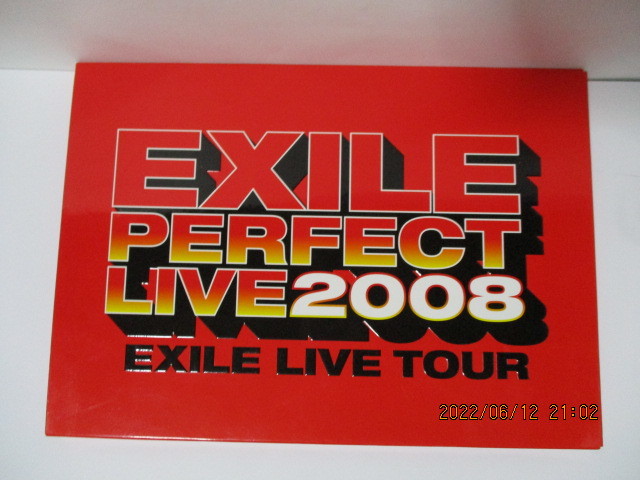 EXILE
PERFECT
LIVE2008
EXILE LIVE TOUR
2022/06/12 21:02